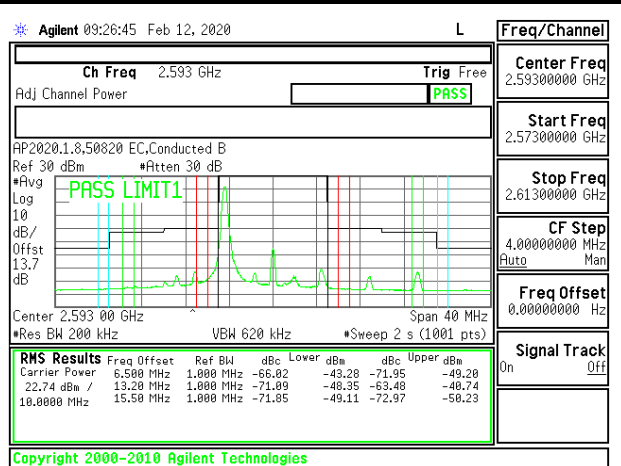 Agilent 09:26:45 Feb 12, 2020 L
Freq/Channel
Ch Freq 2.593 GHz Trig Free
Adj Channel Power PASS
Center Freq
2.59300000 GHz
Start Freq
2.57300000 GHz
Stop Freq
2.61300000 GHz
CF Step
4.00000000 MHz
Auto Man
Freq Offset
0.00000000 Hz
Signal Track
On Off
AP2020.1.8,50820 EC,Conducted B
Ref 30 dBm #Atten 30 dB
#Avg
Log
10
dB/
Offst
13.7
dB
PASS LIMIT1
Center 2.593 00 GHz Span 40 MHz
#Res BW 200 kHz VBW 620 kHz #Sweep 2 s (1001 pts)
RMS Results Freq Offset Ref BW dBc Lower dBm dBc Upper dBm
Carrier Power 6.500 MHz 1.000 MHz -66.02 -43.28 -71.95 -49.20
22.74 dBm / 13.20 MHz 1.000 MHz -71.09 -48.35 -63.48 -40.74
10.0000 MHz 15.50 MHz 1.000 MHz -71.85 -49.11 -72.97 -50.23
Copyright 2000-2010 Agilent Technologies